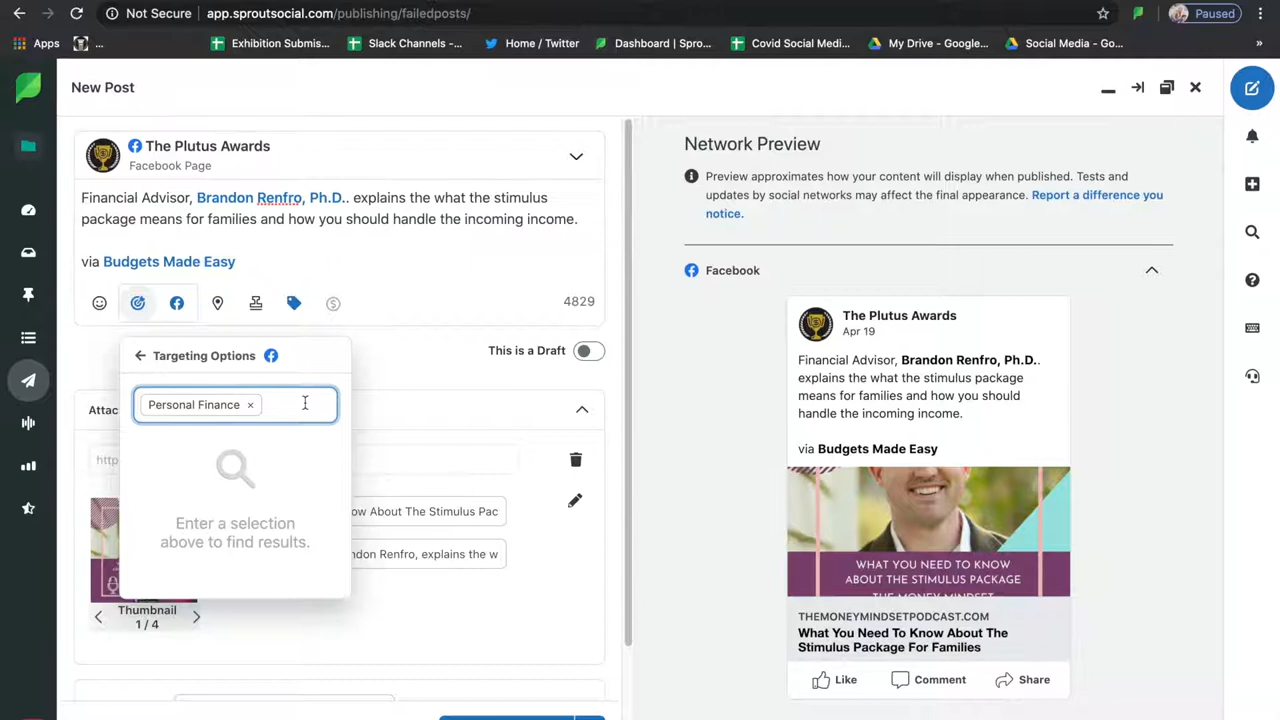 Not Secure
app.sproutsocial.com/publishing/failedposts/
Paused
Apps
...
Exhibition Submis...
Slack Channels -...
Home / Twitter
Dashboard | Spro...
Covid Social Medi...
My Drive - Google...
Social Media - Go...
»
New Post
The Plutus Awards
Facebook Page
Financial Advisor, Brandon Renfro, Ph.D.. explains the what the stimulus
package means for families and how you should handle the incoming income.
via Budgets Made Easy
4829
This is a Draft
Targeting Options
Personal Finance ×
Enter a selection
above to find results.
Attac
http
ow About The Stimulus Pac
ndon Renfro, explains the w
Thumbnail
1 / 4
Network Preview
Preview approximates how your content will display when published. Tests and
updates by social networks may affect the final appearance. Report a difference you
notice.
Facebook
The Plutus Awards
Apr 19
Financial Advisor, Brandon Renfro, Ph.D..
explains the what the stimulus package
means for families and how you should
handle the incoming income.
via Budgets Made Easy
WHAT YOU NEED TO KNOW
ABOUT THE STIMULUS PACKAGE
THE MONEY MINDSET
THEMONEYMINDSETPODCAST.COM
What You Need To Know About The
Stimulus Package For Families
Like
Comment
Share